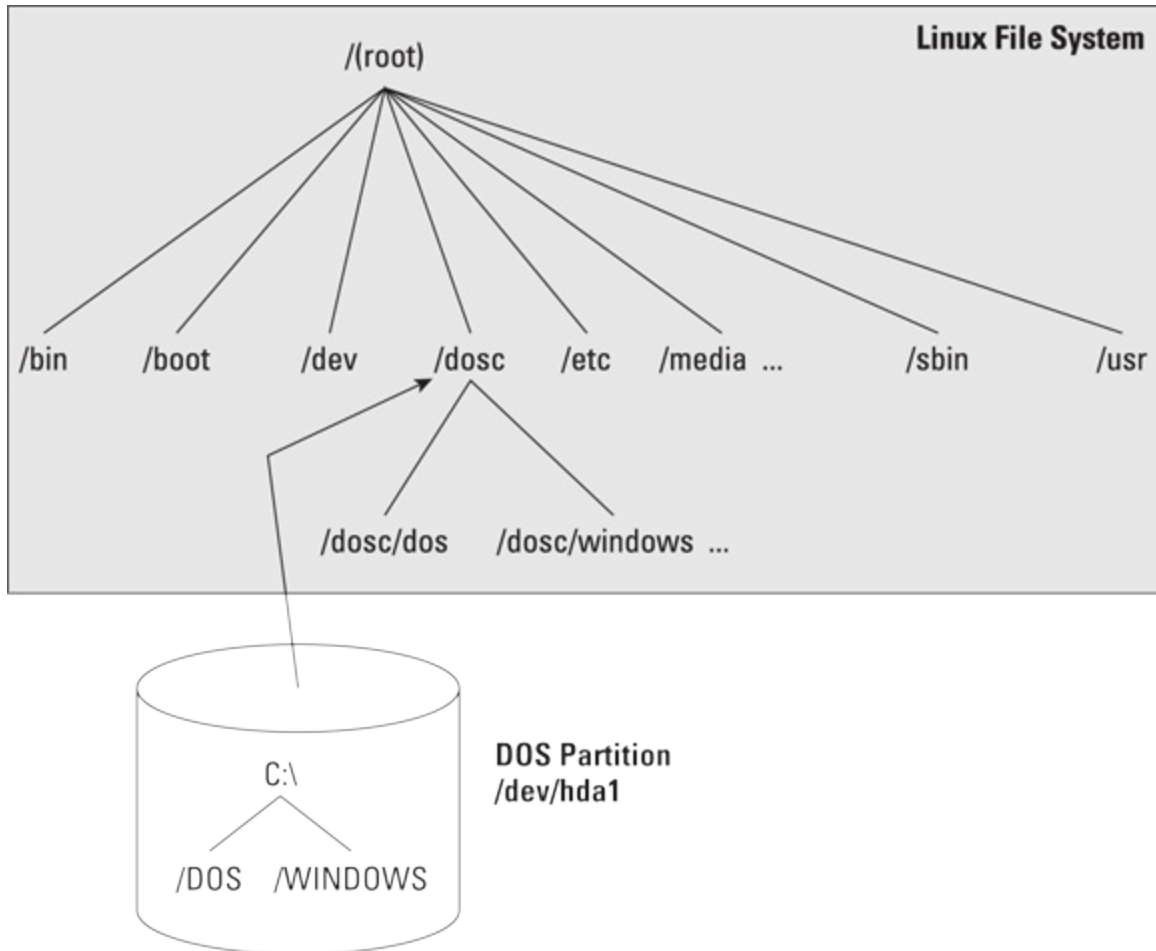 Linux File System
/(root)
/bin /boot /dev /dosc /etc /media ... /sbin /usr
/dosc/dos /dosc/windows ...
DOS Partition
/dev/hda1
C:\
/DOS /WINDOWS